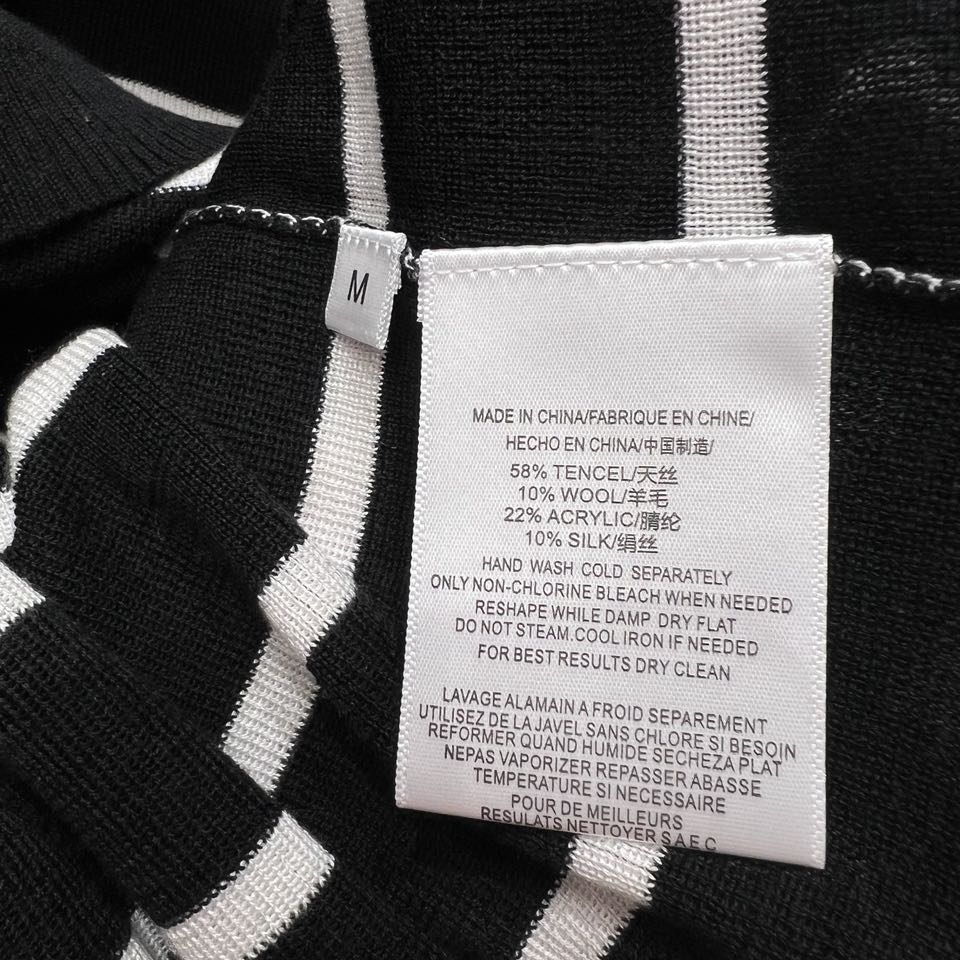 M
MADE IN CHINA/FABRIQUE EN CHINE/
HECHO EN CHINA/中国制造/
58% TENCEL/天丝
10% WOOL/羊毛
22% ACRYLIC/腈纶
10% SILK/绢丝
HAND WASH COLD SEPARATELY
ONLY NON-CHLORINE BLEACH WHEN NEEDED
RESHAPE WHILE DAMP DRY FLAT
DO NOT STEAM.COOL IRON IF NEEDED
FOR BEST RESULTS DRY CLEAN
LAVAGE ALAMAIN A FROID SEPAREMENT
UTILISEZ DE LA JAVEL SANS CHLORE SI BESOIN
REFORMER QUAND HUMIDE SECHEZA PLAT
NEPAS VAPORIZER REPASSER ABASSE
TEMPERATURE SI NECESSAIRE
POUR DE MEILLEURS
RESULATS NETTOYER S A E C